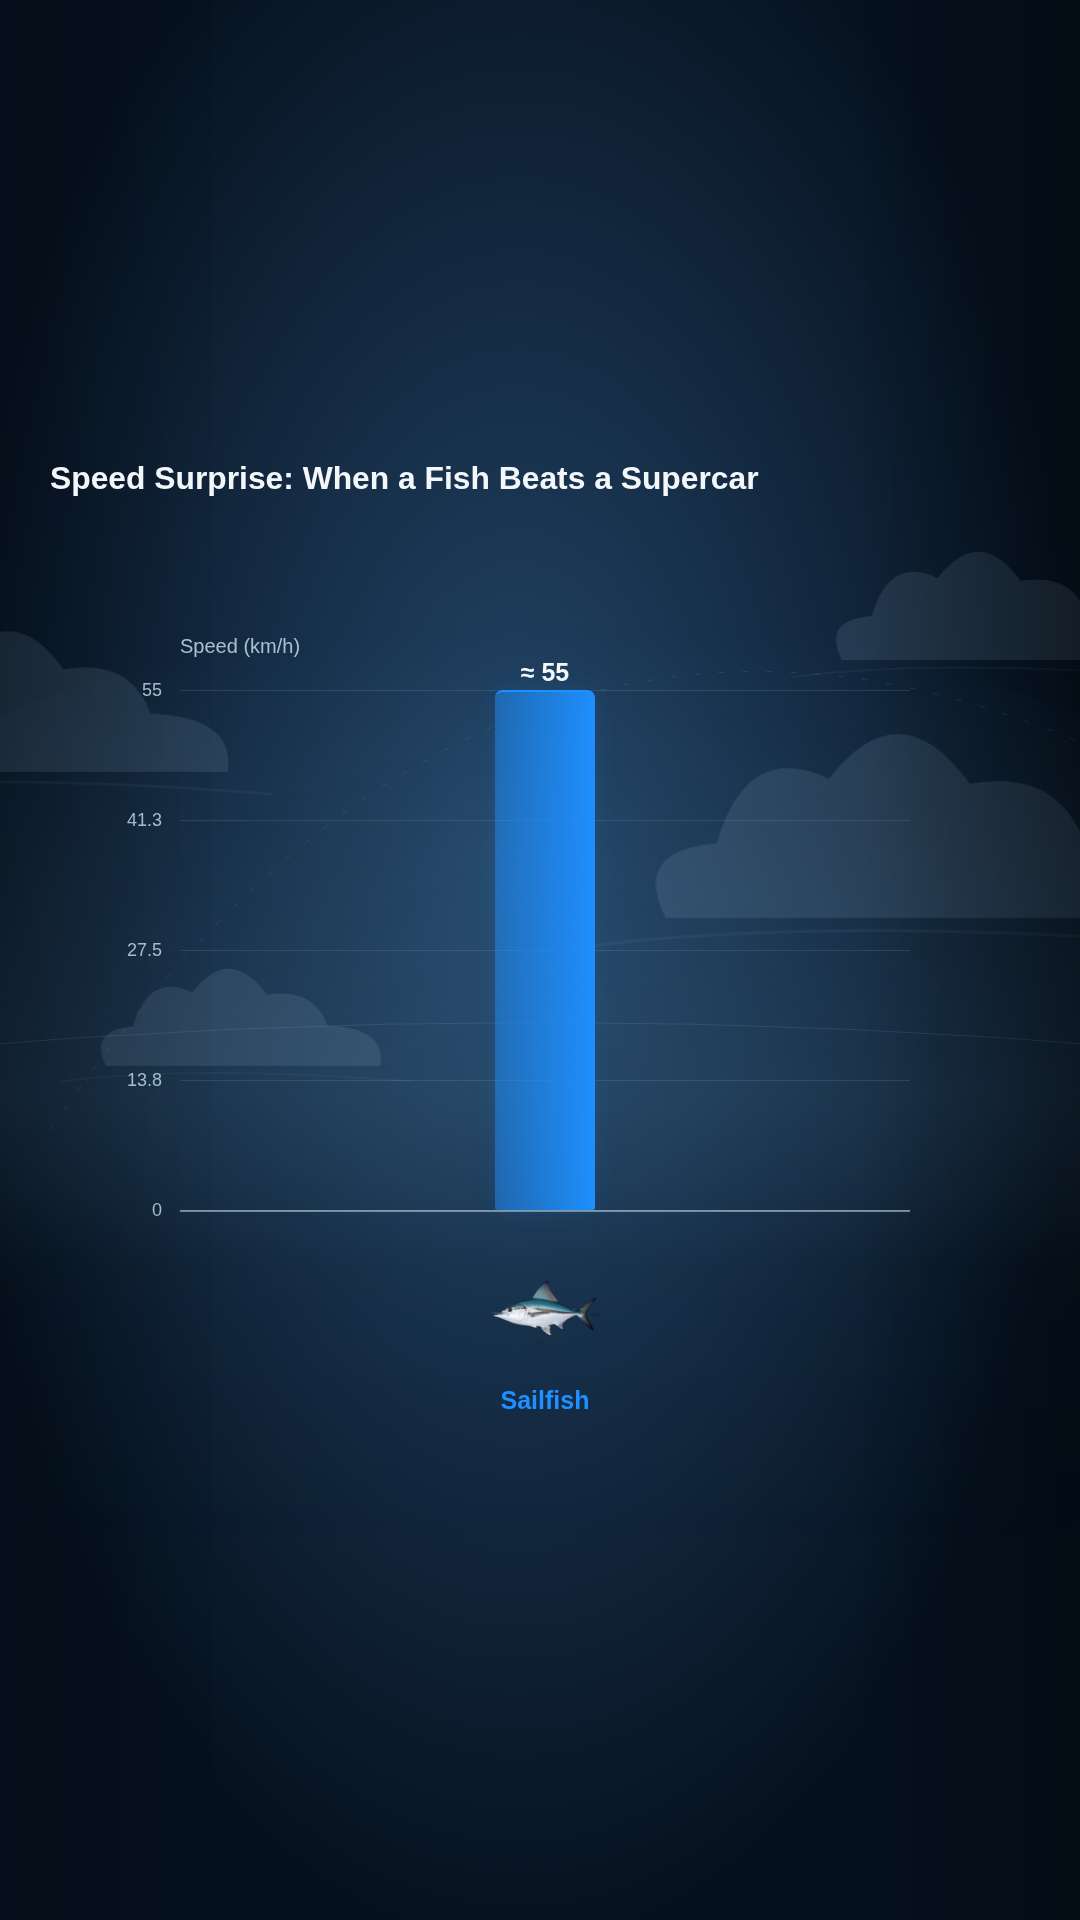 Speed Surprise: When a Fish Beats a Supercar
Speed (km/h)
≈ 55
55
41.3
27.5
13.8
0
Sailfish